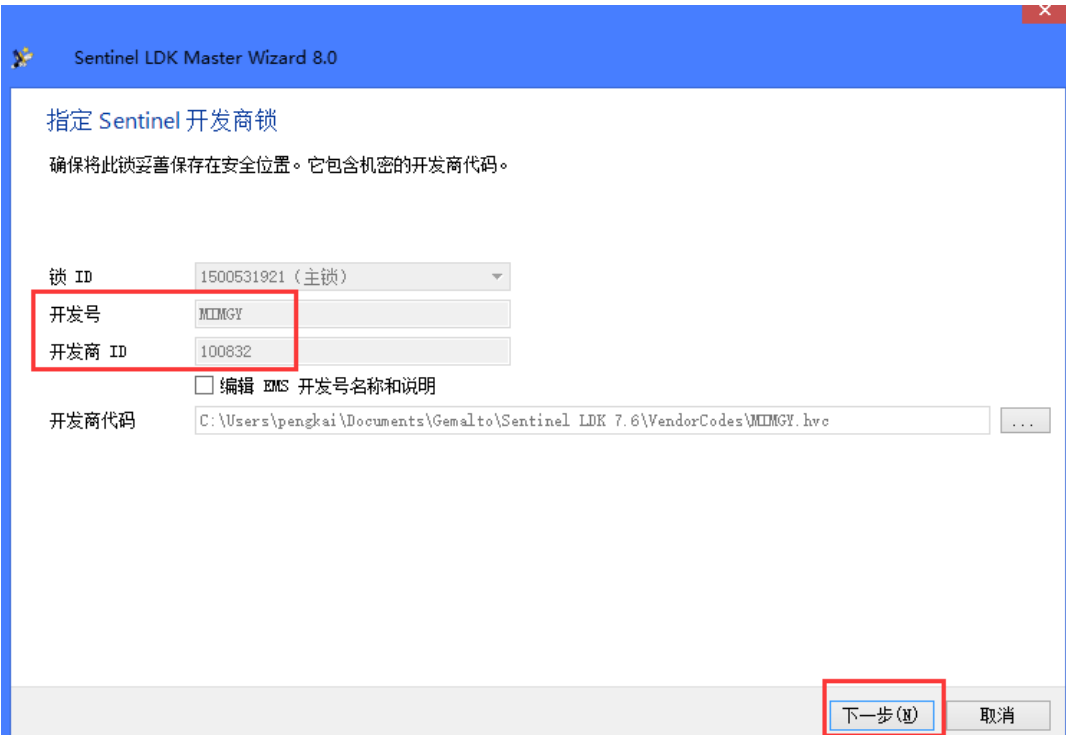 Sentinel LDK Master Wizard 8.0
指定 Sentinel 开发商锁
确保将此锁妥善保存在安全位置。它包含机密的开发商代码。
锁 ID 1500531921 (主锁)
开发号 MIMGY
开发商 ID 100832
编辑 EMS 开发号名称和说明
开发商代码 C:\Users\pengkai\Documents\Gemalto\Sentinel LDK 7.6\VendorCodes\MIMGY.hvc ...
下一步(N) 取消